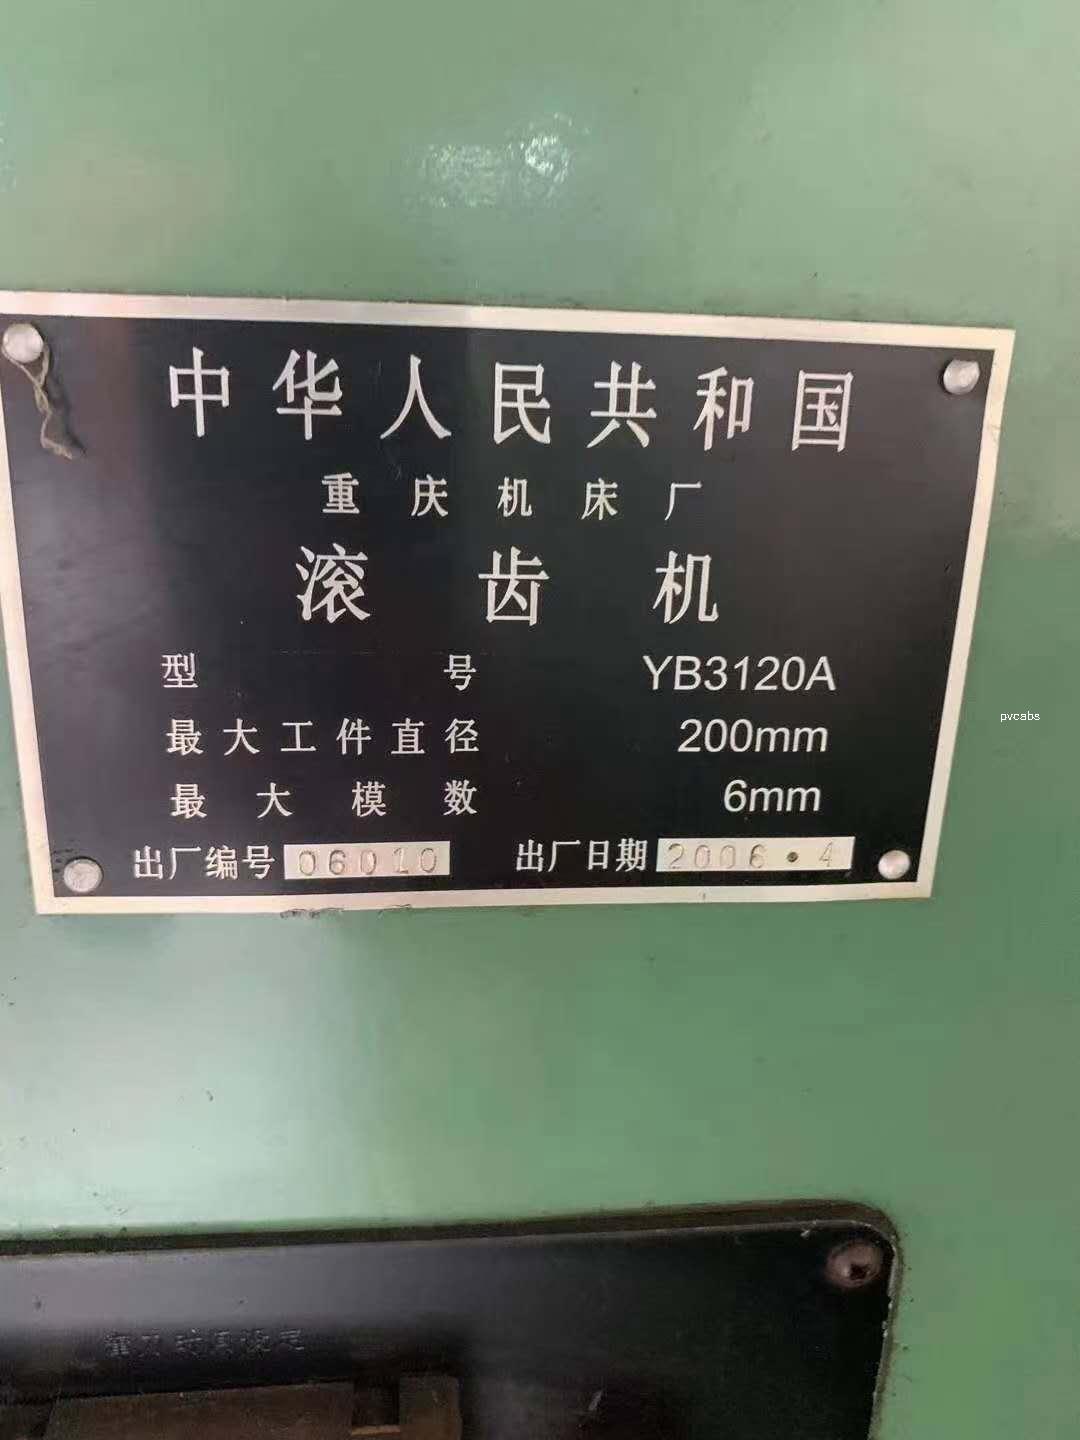 中华人民共和国
重庆机床厂
滚齿机
型号 YB3120A
最大工件直径 200mm
最大模数 6mm
出厂编号 06010 出厂日期 2006·4
pvcabs